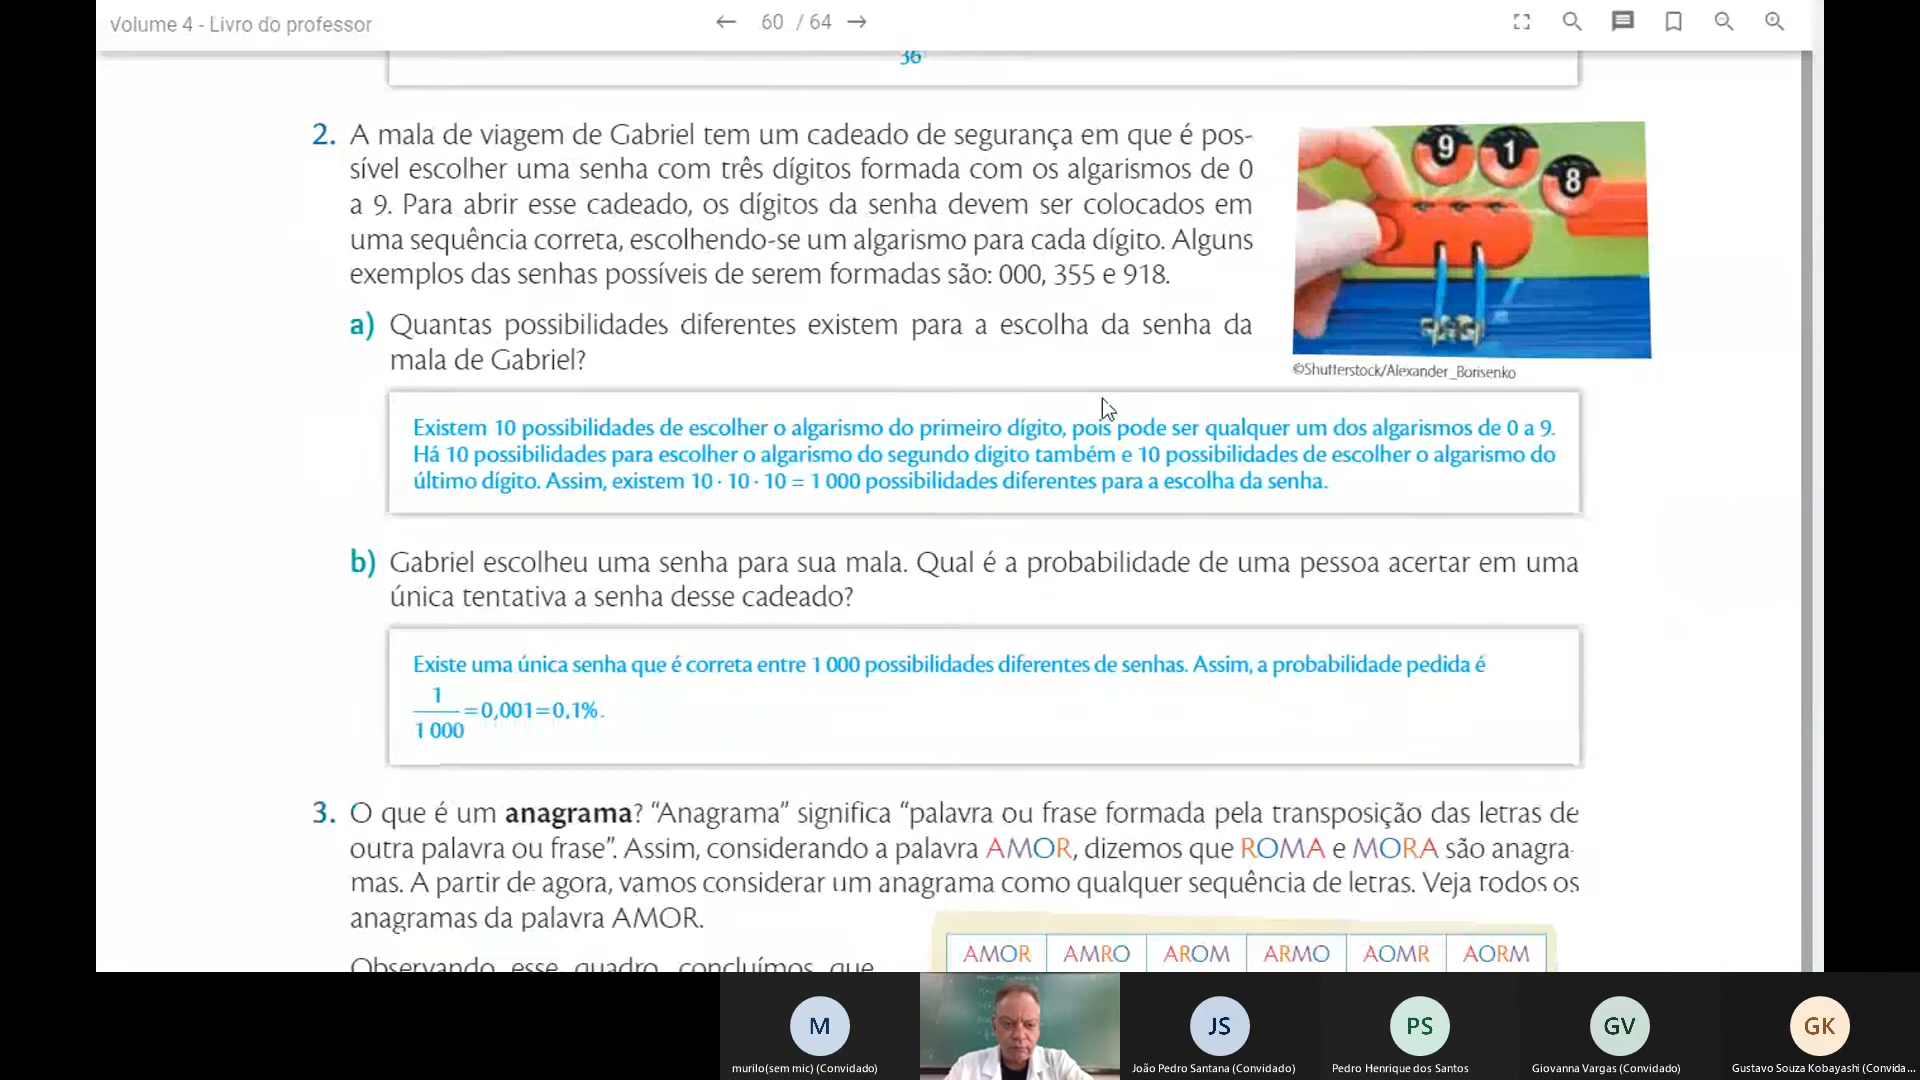 Volume 4 - Livro do professor
60 / 64
36
2. A mala de viagem de Gabriel tem um cadeado de segurança em que é pos-
sível escolher uma senha com três dígitos formada com os algarismos de 0
a 9. Para abrir esse cadeado, os dígitos da senha devem ser colocados em
uma sequência correta, escolhendo-se um algarismo para cada dígito. Alguns
exemplos das senhas possíveis de serem formadas são: 000, 355 e 918.
9 1 8
©Shutterstock/Alexander_Borisenko
a) Quantas possibilidades diferentes existem para a escolha da senha da
mala de Gabriel?
Existem 10 possibilidades de escolher o algarismo do primeiro dígito, pois pode ser qualquer um dos algarismos de 0 a 9.
Há 10 possibilidades para escolher o algarismo do segundo dígito também e 10 possibilidades de escolher o algarismo do
último dígito. Assim, existem 10 · 10 · 10 = 1 000 possibilidades diferentes para a escolha da senha.
b) Gabriel escolheu uma senha para sua mala. Qual é a probabilidade de uma pessoa acertar em uma
única tentativa a senha desse cadeado?
Existe uma única senha que é correta entre 1 000 possibilidades diferentes de senhas. Assim, a probabilidade pedida é
1
= 0,001 = 0,1%.
1 000
3. O que é um anagrama? “Anagrama” significa “palavra ou frase formada pela transposição das letras de
outra palavra ou frase”. Assim, considerando a palavra AMOR, dizemos que ROMA e MORA são anagra-
mas. A partir de agora, vamos considerar um anagrama como qualquer sequência de letras. Veja todos os
anagramas da palavra AMOR.
Observando esse quadro, concluímos que
AMOR AMRO AROM ARMO AOMR AORM
M JS PS GV GK
murilo(sem mic) (Convidado) João Pedro Santana (Convidado) Pedro Henrique dos Santos Giovanna Vargas (Convidado) Gustavo Souza Kobayashi (Convida...